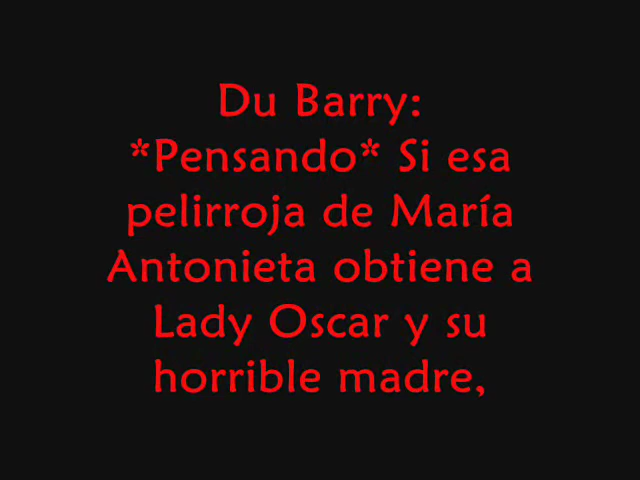 Du Barry:
*Pensando* Si esa
pelirroja de María
Antonieta obtiene a
Lady Oscar y su
horrible madre,